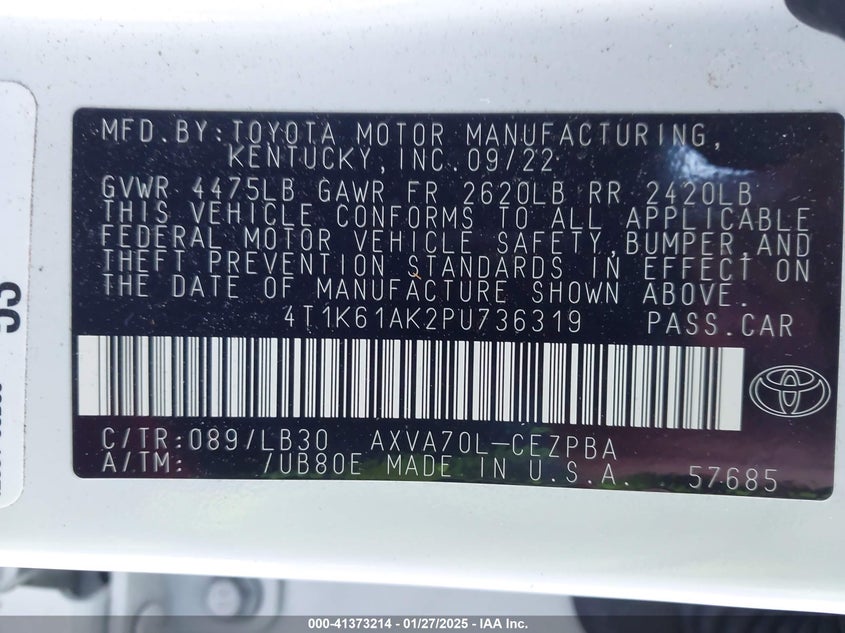 MFD.BY:TOYOTA MOTOR MANUFACTURING,
KENTUCKY,INC.09/22
GVWR 4475LB GAWR FR 2620LB RR 2420LB
THIS VEHICLE CONFORMS TO ALL APPLICABLE
FEDERAL MOTOR VEHICLE SAFETY,BUMPER,AND
THEFT PREVENTION STANDARDS IN EFFECT ON
THE DATE OF MANUFACTURE SHOWN ABOVE.
4T1K61AK2PU736319 PASS.CAR
C/TR:089/LB30 AXVA70L-CEZPBA
A/TM: /UB80E MADE IN U.S.A. 57685
000-41373214 - 01/27/2025 - IAA Inc.